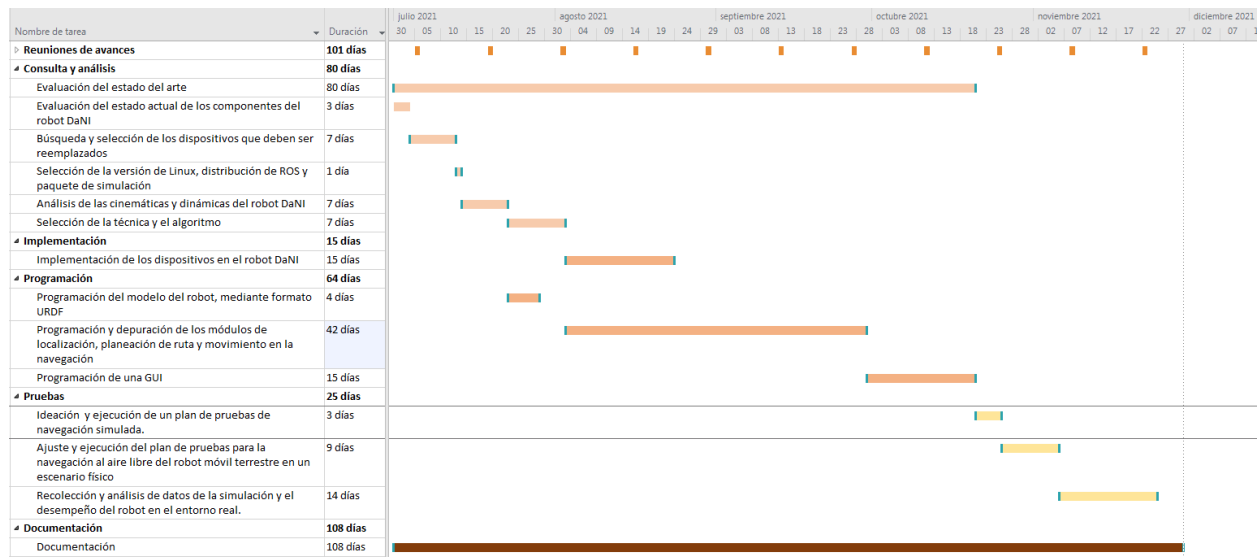 julio 2021 agosto 2021 septiembre 2021 octubre 2021 noviembre 2021 diciembre 2021
Nombre de tarea Duración 30 05 10 15 20 25 30 04 09 14 19 24 29 03 08 13 18 23 28 03 08 13 18 23 28 02 07 12 17 22 27 02 07
Reuniones de avances 101 días
Consulta y análisis 80 días
Evaluación del estado del arte 80 días
Evaluación del estado actual de los componentes del 3 días
robot DaNI
Búsqueda y selección de los dispositivos que deben ser 7 días
reemplazados
Selección de la versión de Linux, distribución de ROS y 1 día
paquete de simulación
Análisis de las cinemáticas y dinámicas del robot DaNI 7 días
Selección de la técnica y el algoritmo 7 días
Implementación 15 días
Implementación de los dispositivos en el robot DaNI 15 días
Programación 64 días
Programación del modelo del robot, mediante formato 4 días
URDF
Programación y depuración de los módulos de 42 días
localización, planeación de ruta y movimiento en la
navegación
Programación de una GUI 15 días
Pruebas 25 días
Ideación y ejecución de un plan de pruebas de 3 días
navegación simulada.
Ajuste y ejecución del plan de pruebas para la 9 días
navegación al aire libre del robot móvil terrestre en un
escenario físico
Recolección y análisis de datos de la simulación y el 14 días
desempeño del robot en el entorno real.
Documentación 108 días
Documentación 108 días